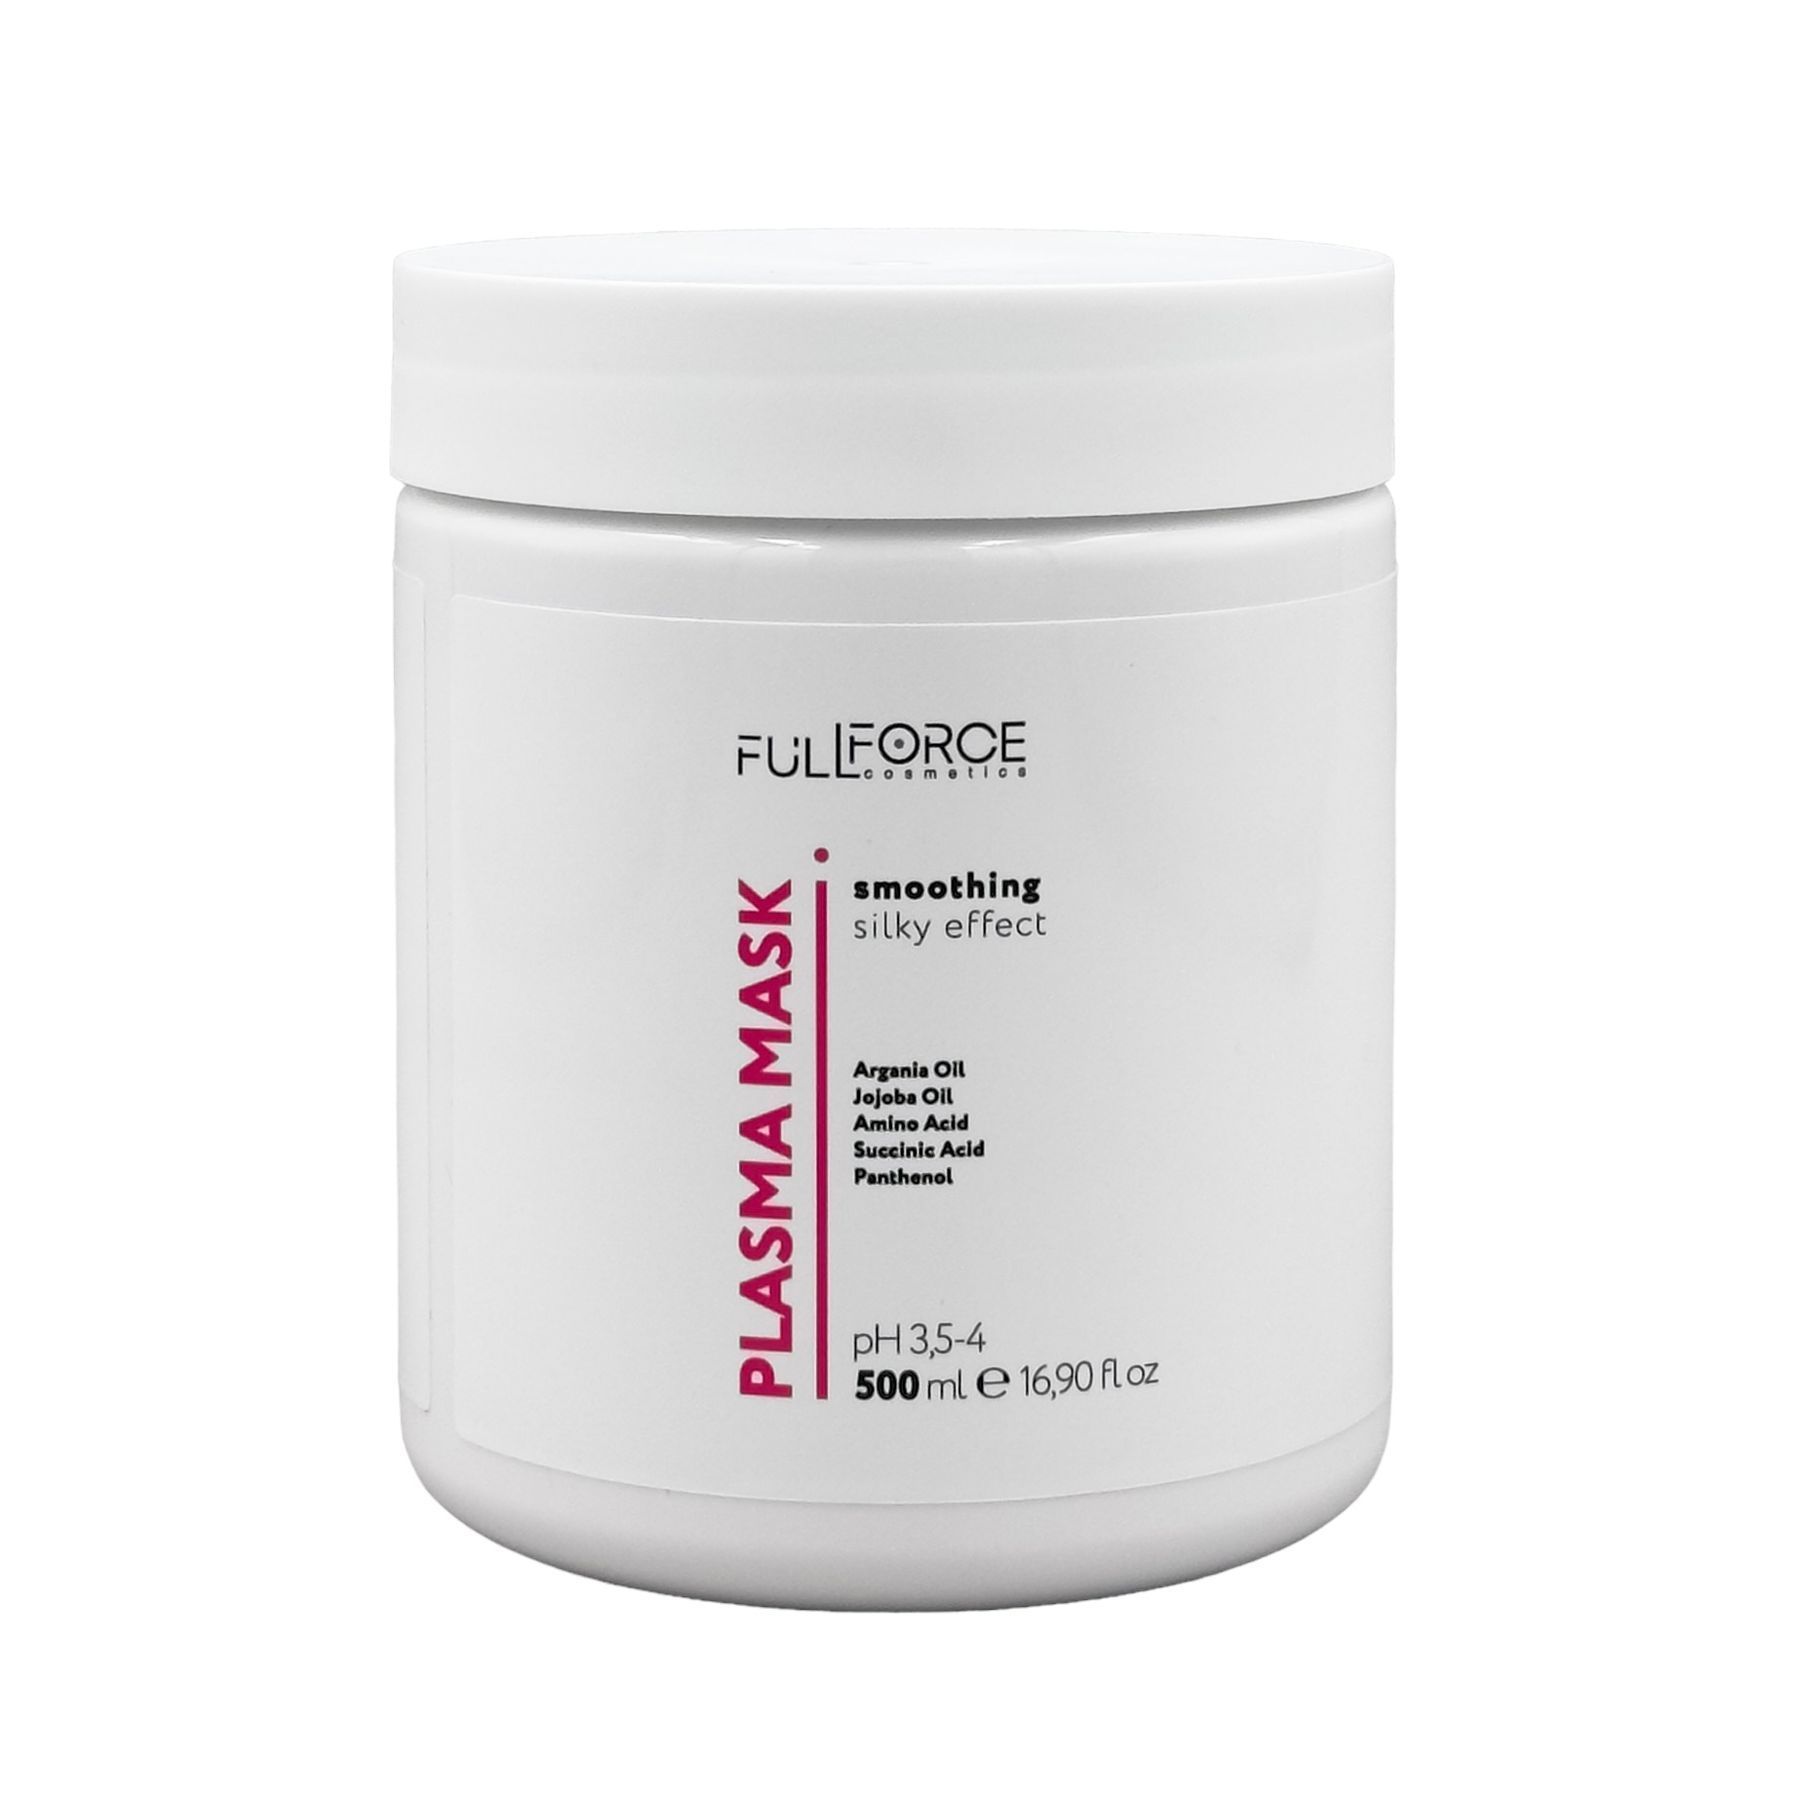 FULLFORCE
cosmetics
PLASMA MASK
smoothing
silky effect
Argania Oil
Jojoba Oil
Amino Acid
Succinic Acid
Panthenol
pH 3,5-4
500 ml e 16,90 fl oz